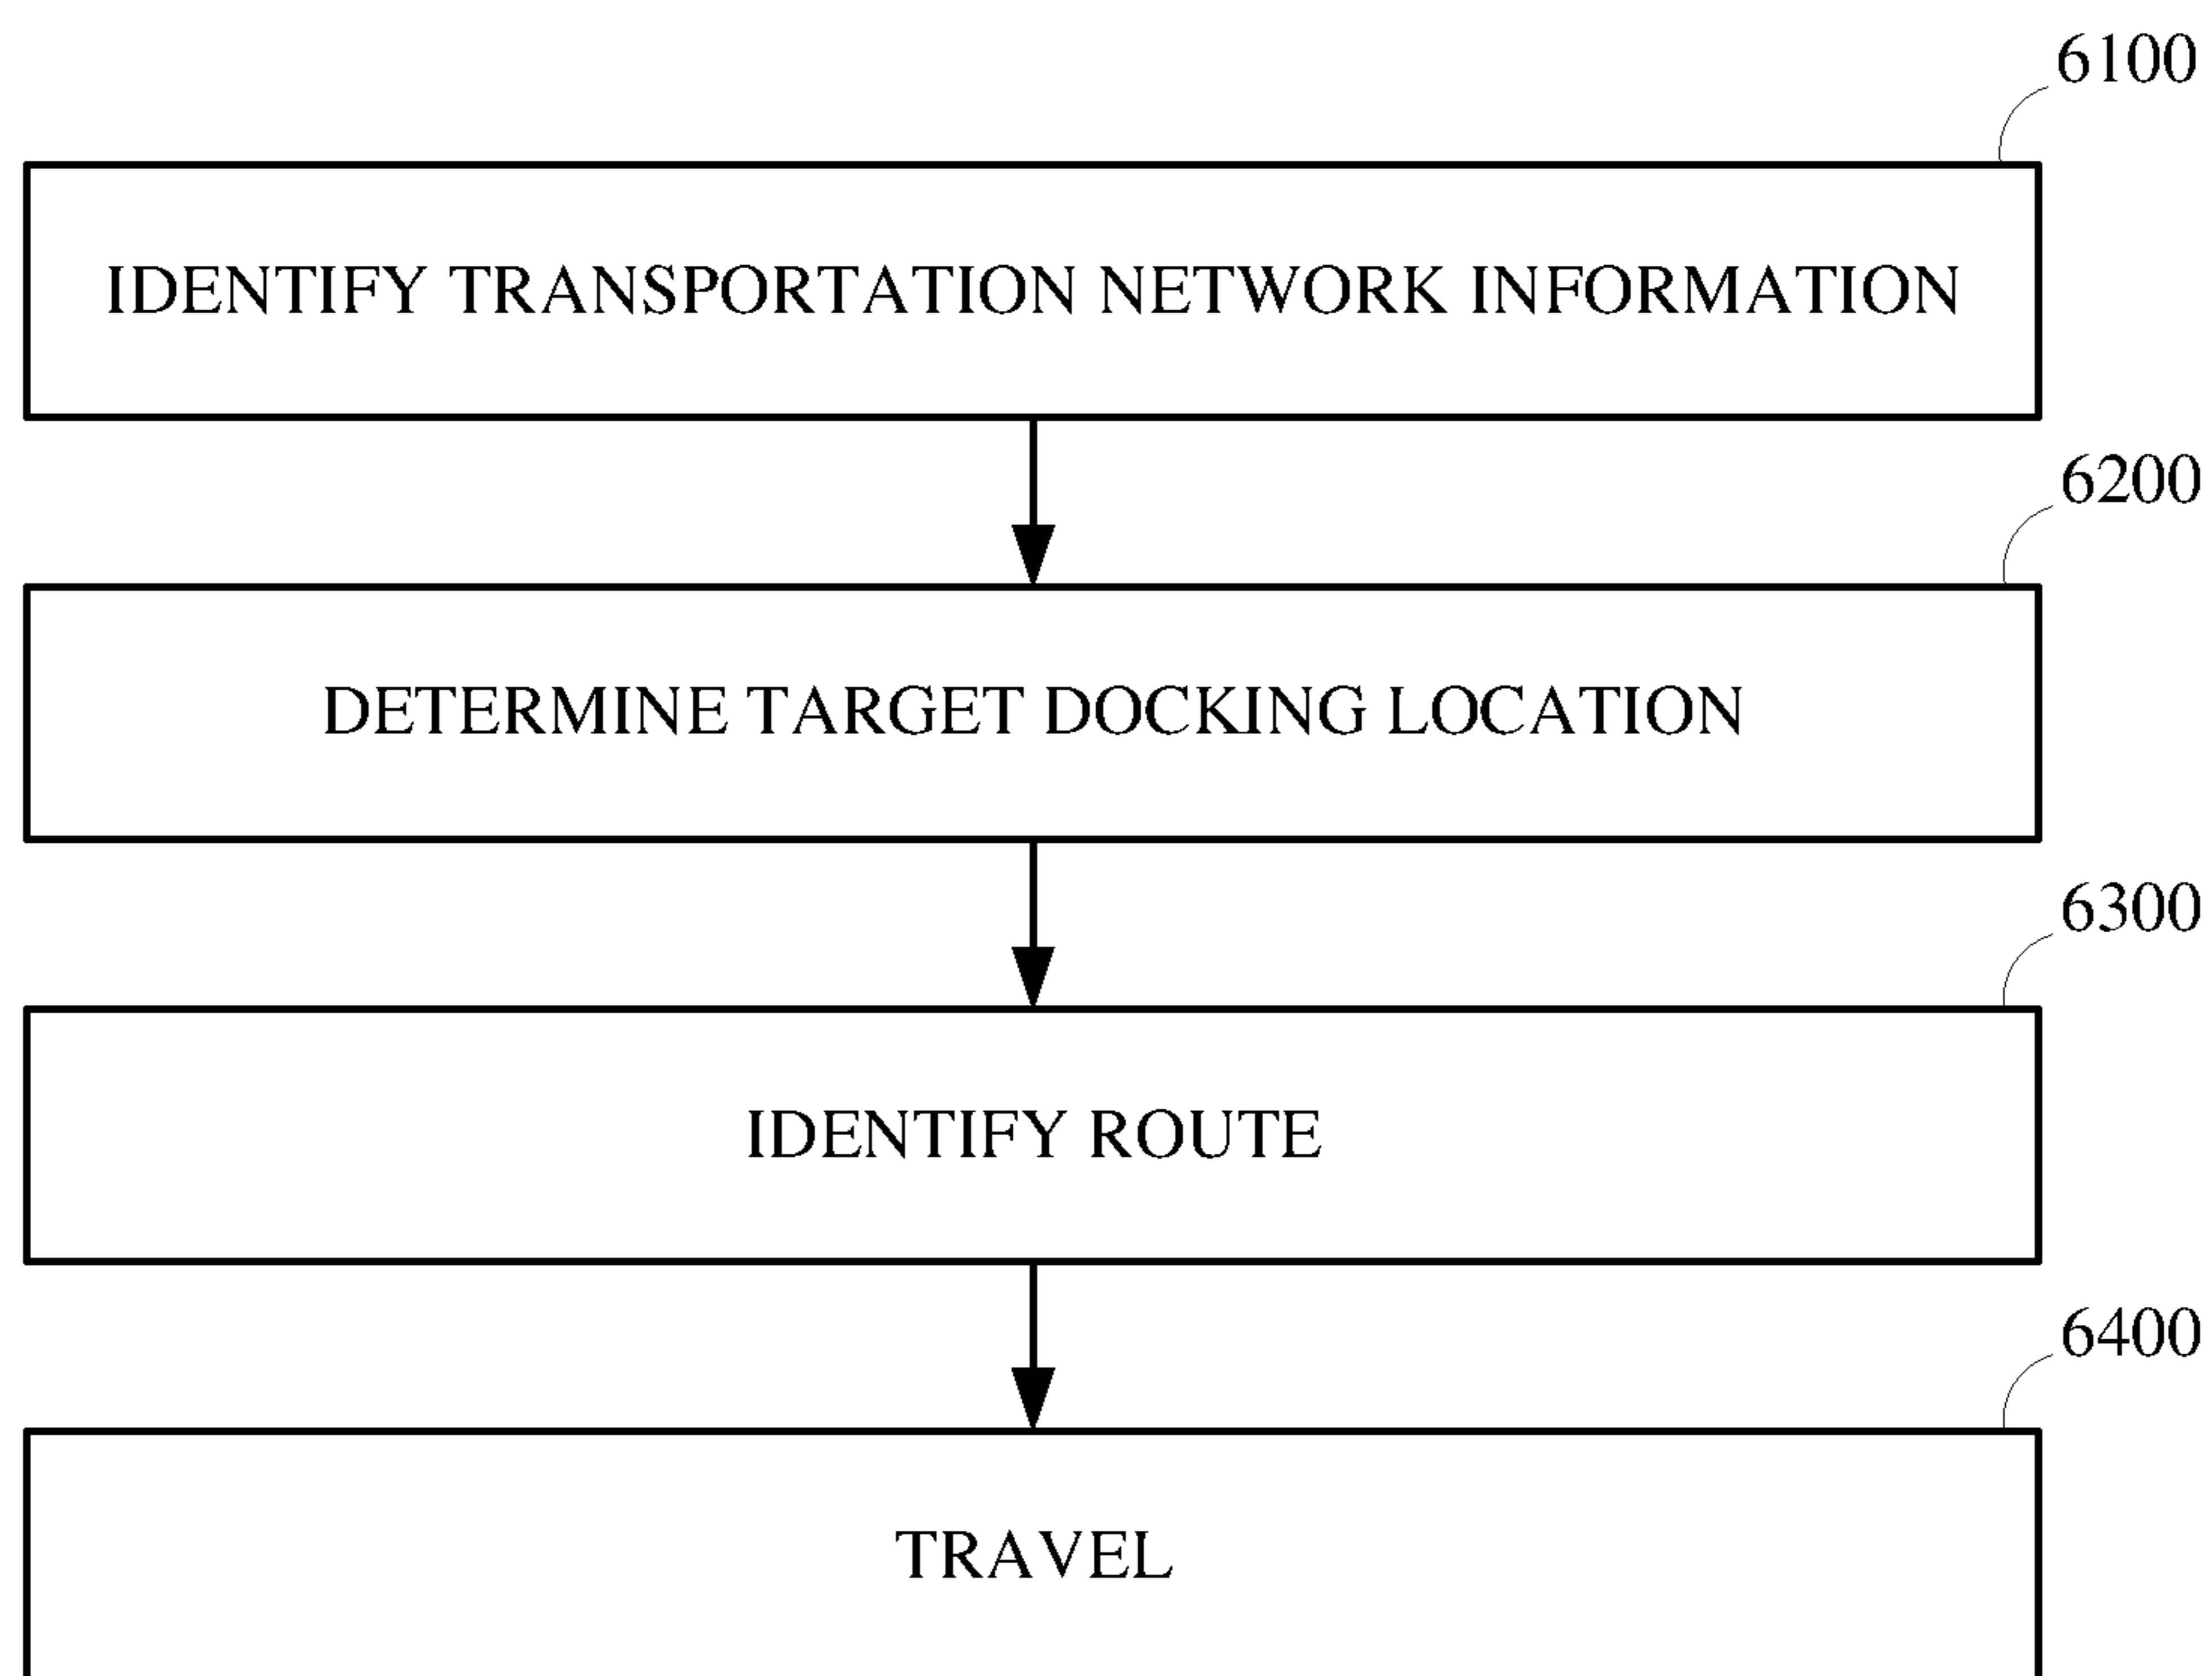 6100
IDENTIFY TRANSPORTATION NETWORK INFORMATION
6200
DETERMINE TARGET DOCKING LOCATION
6300
IDENTIFY ROUTE
6400
TRAVEL